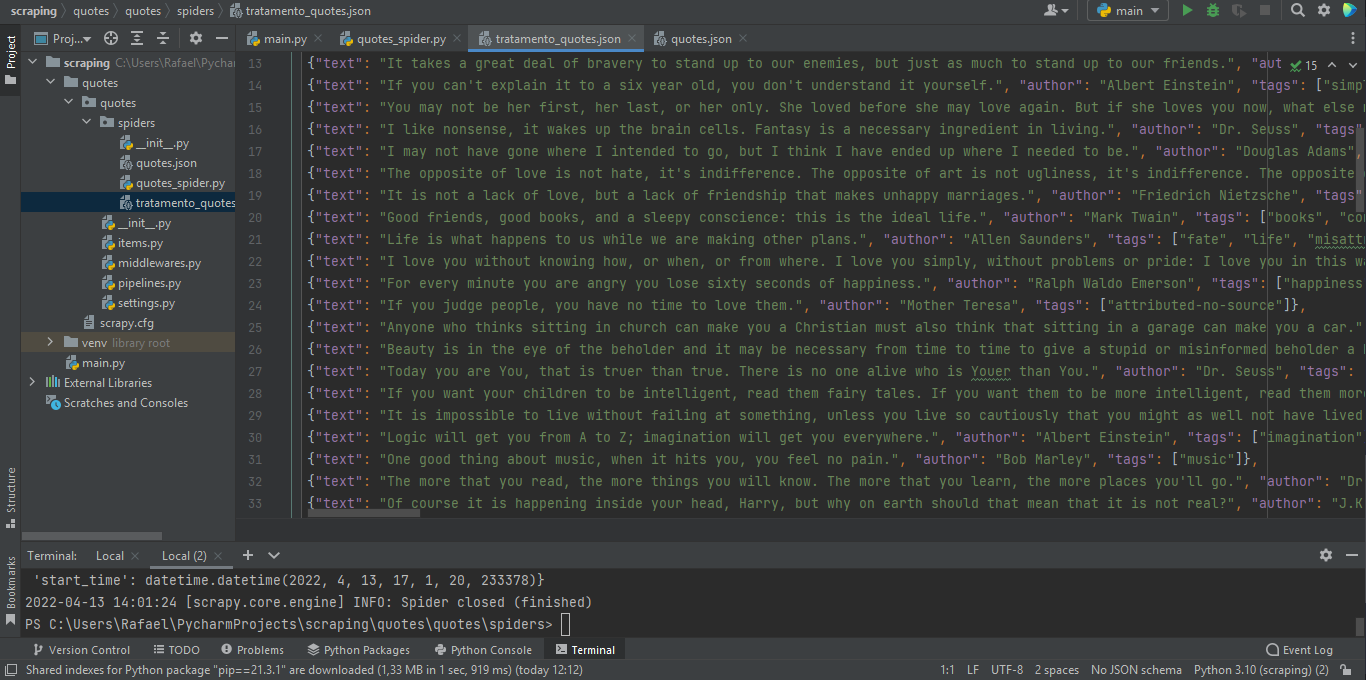 scraping quotes quotes spiders tratamento_quotes.json main
Project Proj... main.py quotes_spider.py tratamento_quotes.json quotes.json
scraping C:\Users\Rafael\Pycharm
quotes
quotes
spiders
__init__.py
quotes.json
quotes_spider.py
tratamento_quotes
__init__.py
items.py
middlewares.py
pipelines.py
settings.py
scrapy.cfg
venv library root
main.py
External Libraries
Scratches and Consoles
15
13 {"text": "It takes a great deal of bravery to stand up to our enemies, but just as much to stand up to our friends.", "aut
14 {"text": "If you can't explain it to a six year old, you don't understand it yourself.", "author": "Albert Einstein", "tags": ["simp
15 {"text": "You may not be her first, her last, or her only. She loved before she may love again. But if she loves you now, what else
16 {"text": "I like nonsense, it wakes up the brain cells. Fantasy is a necessary ingredient in living.", "author": "Dr. Seuss", "tags"
17 {"text": "I may not have gone where I intended to go, but I think I have ended up where I needed to be.", "author": "Douglas Adams",
18 {"text": "The opposite of love is not hate, it's indifference. The opposite of art is not ugliness, it's indifference. The opposite
19 {"text": "It is not a lack of love, but a lack of friendship that makes unhappy marriages.", "author": "Friedrich Nietzsche", "tags"
20 {"text": "Good friends, good books, and a sleepy conscience: this is the ideal life.", "author": "Mark Twain", "tags": ["books", "co
21 {"text": "Life is what happens to us while we are making other plans.", "author": "Allen Saunders", "tags": ["fate", "life", "misatt
22 {"text": "I love you without knowing how, or when, or from where. I love you simply, without problems or pride: I love you in this wa
23 {"text": "For every minute you are angry you lose sixty seconds of happiness.", "author": "Ralph Waldo Emerson", "tags": ["happiness
24 {"text": "If you judge people, you have no time to love them.", "author": "Mother Teresa", "tags": ["attributed-no-source"]},
25 {"text": "Anyone who thinks sitting in church can make you a Christian must also think that sitting in a garage can make you a car."
26 {"text": "Beauty is in the eye of the beholder and it may be necessary from time to time to give a stupid or misinformed beholder a
27 {"text": "Today you are You, that is truer than true. There is no one alive who is Youer than You.", "author": "Dr. Seuss", "tags":
28 {"text": "If you want your children to be intelligent, read them fairy tales. If you want them to be more intelligent, read them more
29 {"text": "It is impossible to live without failing at something, unless you live so cautiously that you might as well not have lived
30 {"text": "Logic will get you from A to Z; imagination will get you everywhere.", "author": "Albert Einstein", "tags": ["imagination"
31 {"text": "One good thing about music, when it hits you, you feel no pain.", "author": "Bob Marley", "tags": ["music"]},
32 {"text": "The more that you read, the more things you will know. The more that you learn, the more places you'll go.", "author": "Dr
33 {"text": "Of course it is happening inside your head, Harry, but why on earth should that mean that it is not real?", "author": "J.K
Structure
Bookmarks
Terminal: Local Local (2)
'start_time': datetime.datetime(2022, 4, 13, 17, 1, 20, 233378)}
2022-04-13 14:01:24 [scrapy.core.engine] INFO: Spider closed (finished)
PS C:\Users\Rafael\PycharmProjects\scraping\quotes\quotes\spiders>
Version Control TODO Problems Python Packages Python Console Terminal Event Log
Shared indexes for Python package "pip==21.3.1" are downloaded (1,33 MB in 1 sec, 919 ms) (today 12:12) 1:1 LF UTF-8 2 spaces No JSON schema Python 3.10 (scraping) (2)